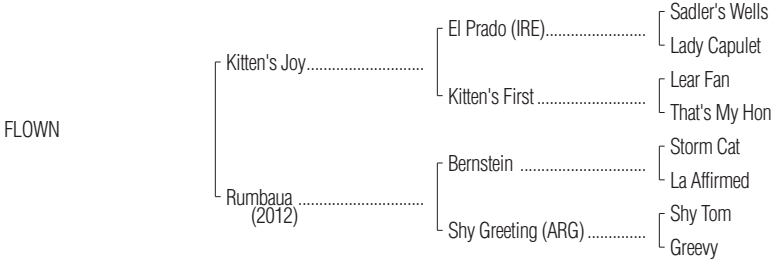 Sadler's Wells
El Prado (IRE)
Lady Capulet
Kitten's Joy
Lear Fan
Kitten's First
That's My Hon
FLOWN
Storm Cat
Bernstein
La Affirmed
Rumbaua
(2012)
Shy Tom
Shy Greeting (ARG)
Greevy